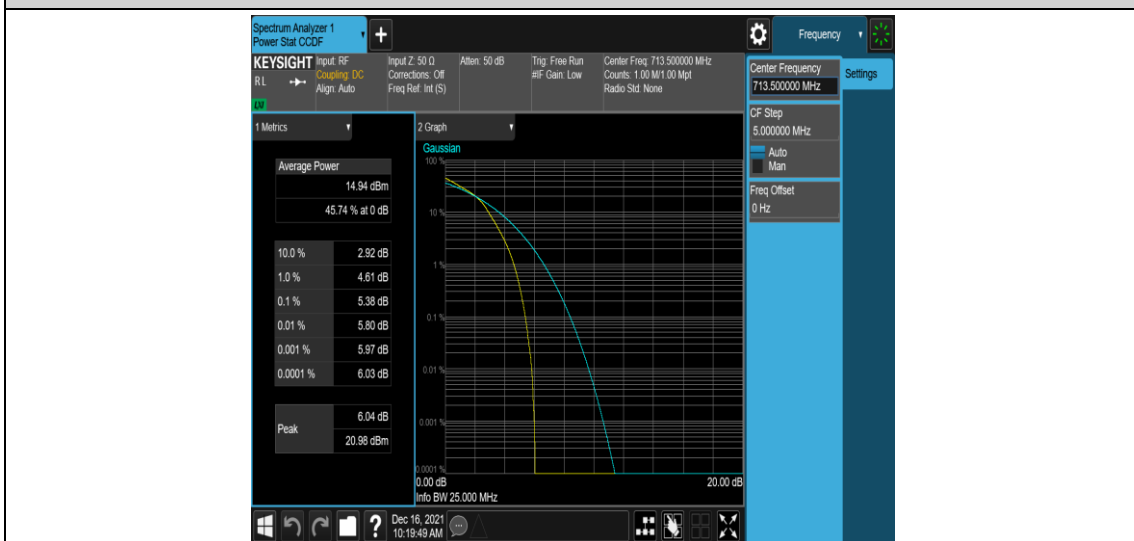 Spectrum Analyzer 1
Power Stat CCDF
+
Frequency
KEYSIGHT
RL
LXI
Input: RF
Coupling: DC
Align: Auto
Input Z: 50 Ω
Corrections: Off
Freq Ref: Int (S)
Atten: 50 dB
Trig: Free Run
#IF Gain: Low
Center Freq: 713.500000 MHz
Counts: 1.00 M/1.00 Mpt
Radio Std: None
Center Frequency
713.500000 MHz
Settings
CF Step
5.000000 MHz
Auto
Man
Freq Offset
0 Hz
1 Metrics
Average Power
14.94 dBm
45.74 % at 0 dB
10.0 % 2.92 dB
1.0 % 4.61 dB
0.1 % 5.38 dB
0.01 % 5.80 dB
0.001 % 5.97 dB
0.0001 % 6.03 dB
Peak
6.04 dB
20.98 dBm
2 Graph
Gaussian
100 %
10 %
1 %
0.1 %
0.01 %
0.001 %
0.0001 %
0.00 dB 20.00 dB
Info BW 25.000 MHz
?
Dec 16, 2021
10:19:49 AM